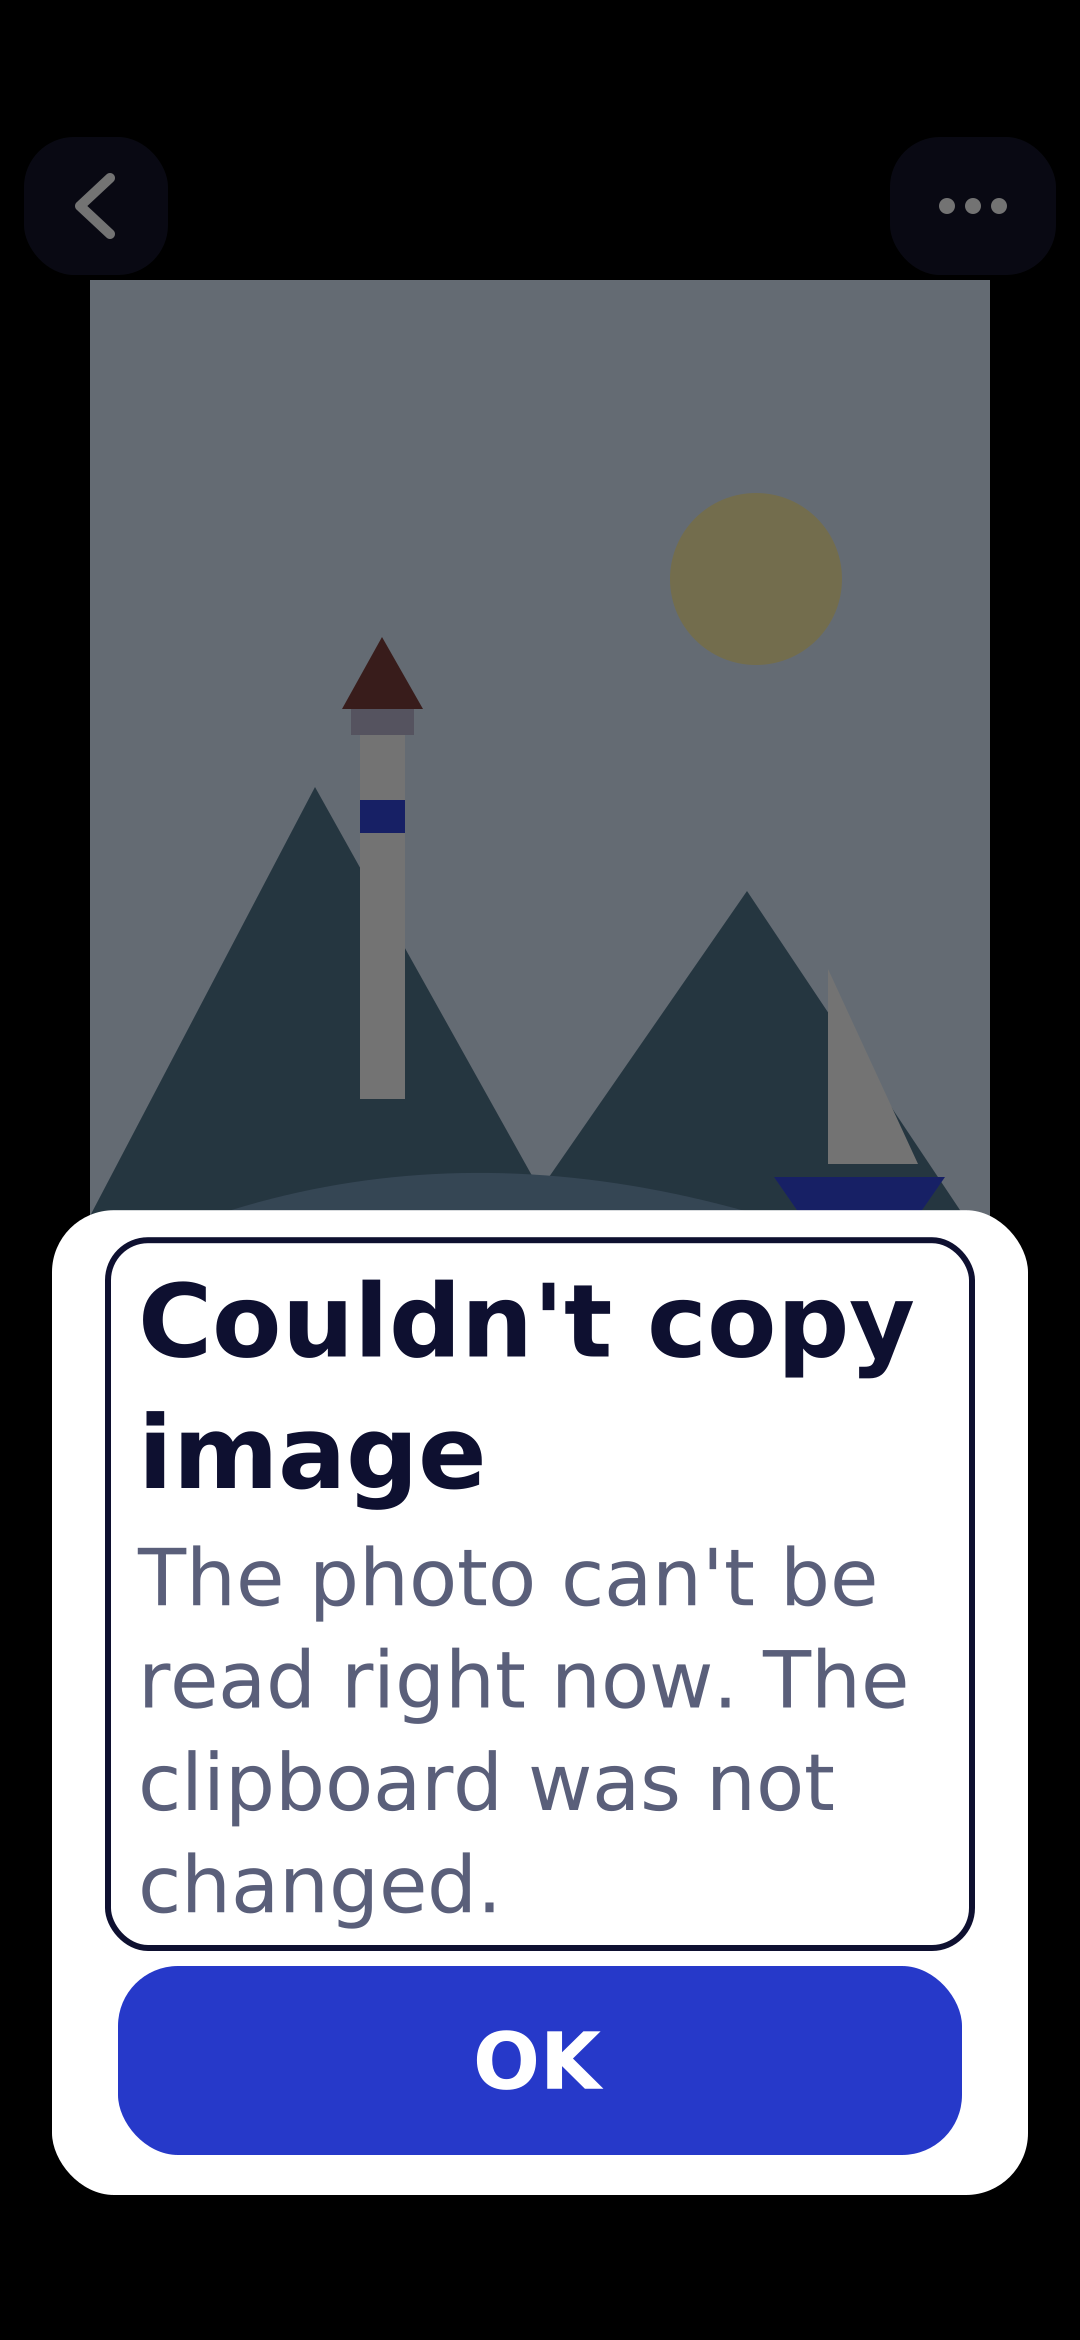 Couldn't copy
image
The photo can't be
read right now. The
clipboard was not
changed.
OK